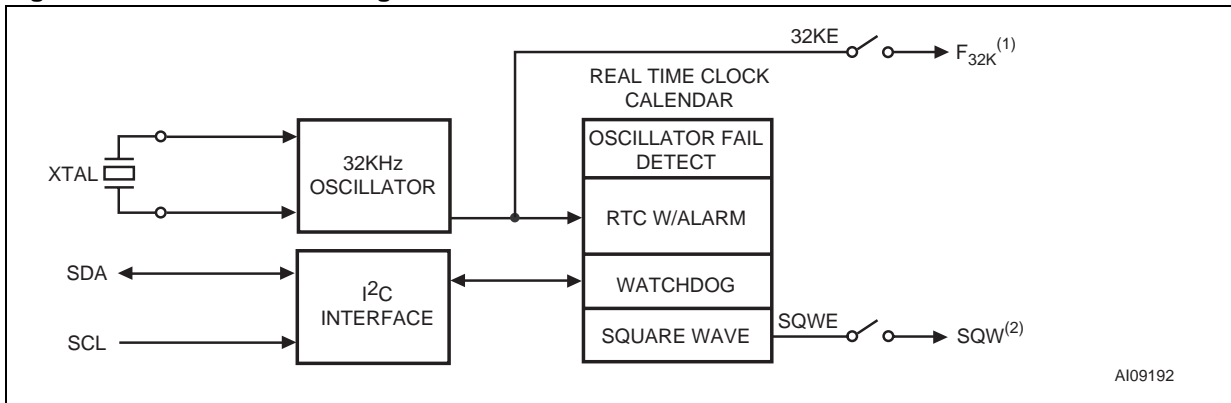 32KE
F32K(1)
REAL TIME CLOCK
CALENDAR
OSCILLATOR FAIL
DETECT
XTAL
32KHz
OSCILLATOR
RTC W/ALARM
SDA
I2C
INTERFACE
WATCHDOG
SCL
SQUARE WAVE
SQWE
SQW(2)
AI09192